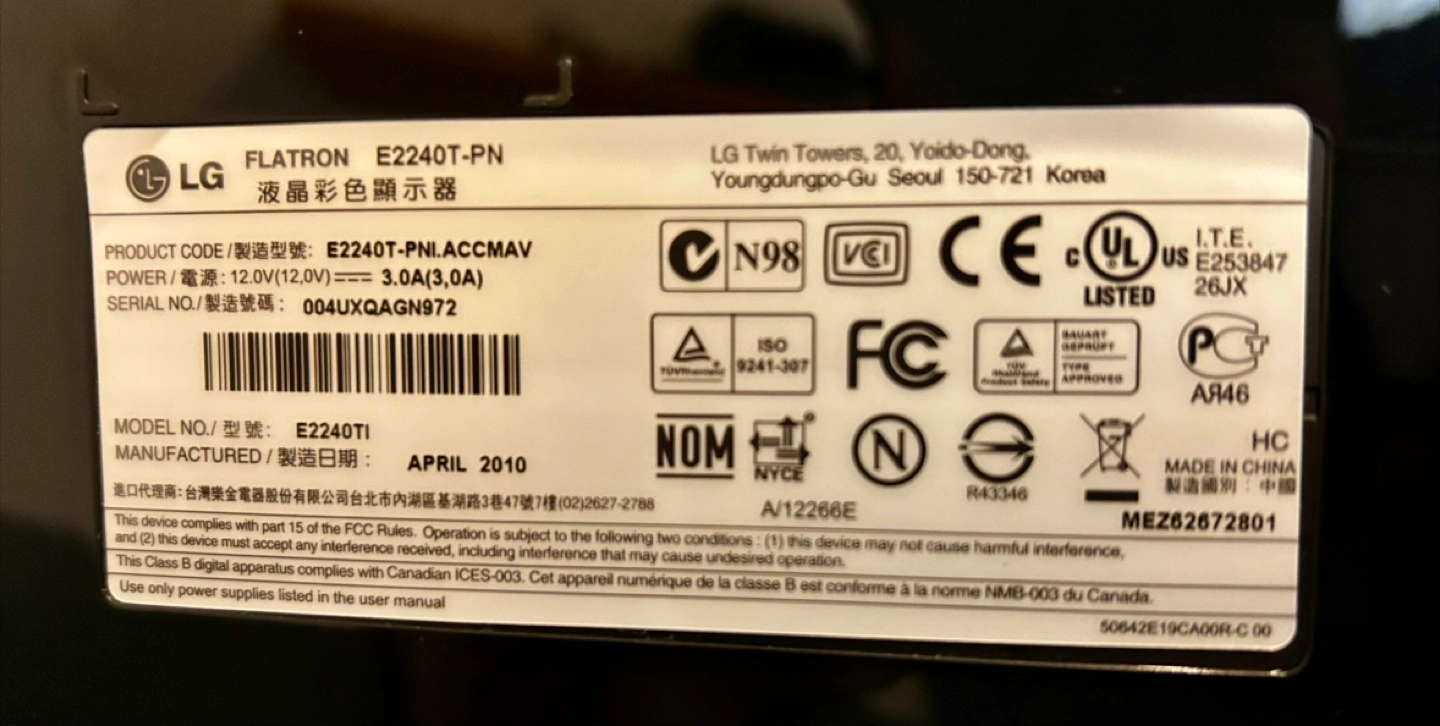 LG FLATRON E2240T-PN
液晶彩色顯示器
LG Twin Towers, 20, Yoido-Dong,
Youngdungpo-Gu Seoul 150-721 Korea
PRODUCT CODE /製造型號: E2240T-PNI.ACCMAV
POWER / 電源: 12.0V(12,0V) 3.0A(3,0A)
SERIAL NO./製造號碼: 004UXQAGN972
MODEL NO./ 型號: E2240TI
MANUFACTURED / 製造日期: APRIL 2010
進口代理商:台灣樂金電器股份有限公司台北市內湖區基湖路3巷47號7樓(02)2627-2788
N98
VCCI
CE
c UL US
LISTED
I.T.E.
E253847
26JX
TÜVRheinland
ISO
9241-307
FC
TÜV
Rheinland
Product Safety
BAUART
GEPRÜFT
TYPE
APPROVED
PCT
АЯ46
NOM
NYCE
A/12266E
N
R43346
HC
MADE IN CHINA
製造國別:中國
MEZ62672801
This device complies with part 15 of the FCC Rules. Operation is subject to the following two conditions : (1) this device may not cause harmful interference,
and (2) this device must accept any interference received, including interference that may cause undesired operation.
This Class B digital apparatus complies with Canadian ICES-003. Cet appareil numérique de la classe B est conforme à la norme NMB-003 du Canada.
Use only power supplies listed in the user manual
50642E19CA00R-C 00